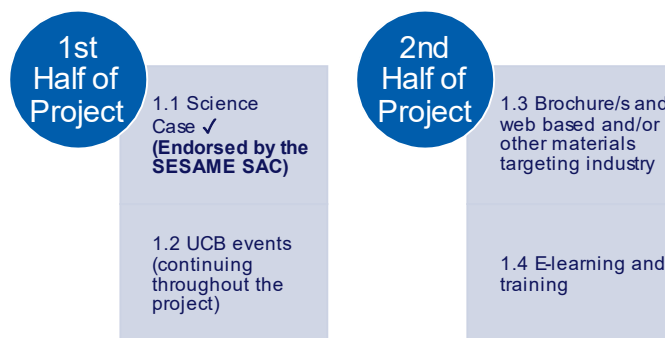 1st
Half of
Project
1.1 Science
Case ✓
(Endorsed by the
SESAME SAC)
1.2 UCB events
(continuing
throughout the
project)
2nd
Half of
Project
1.3 Brochure/s and
web based and/or
other materials
targeting industry
1.4 E-learning and
training